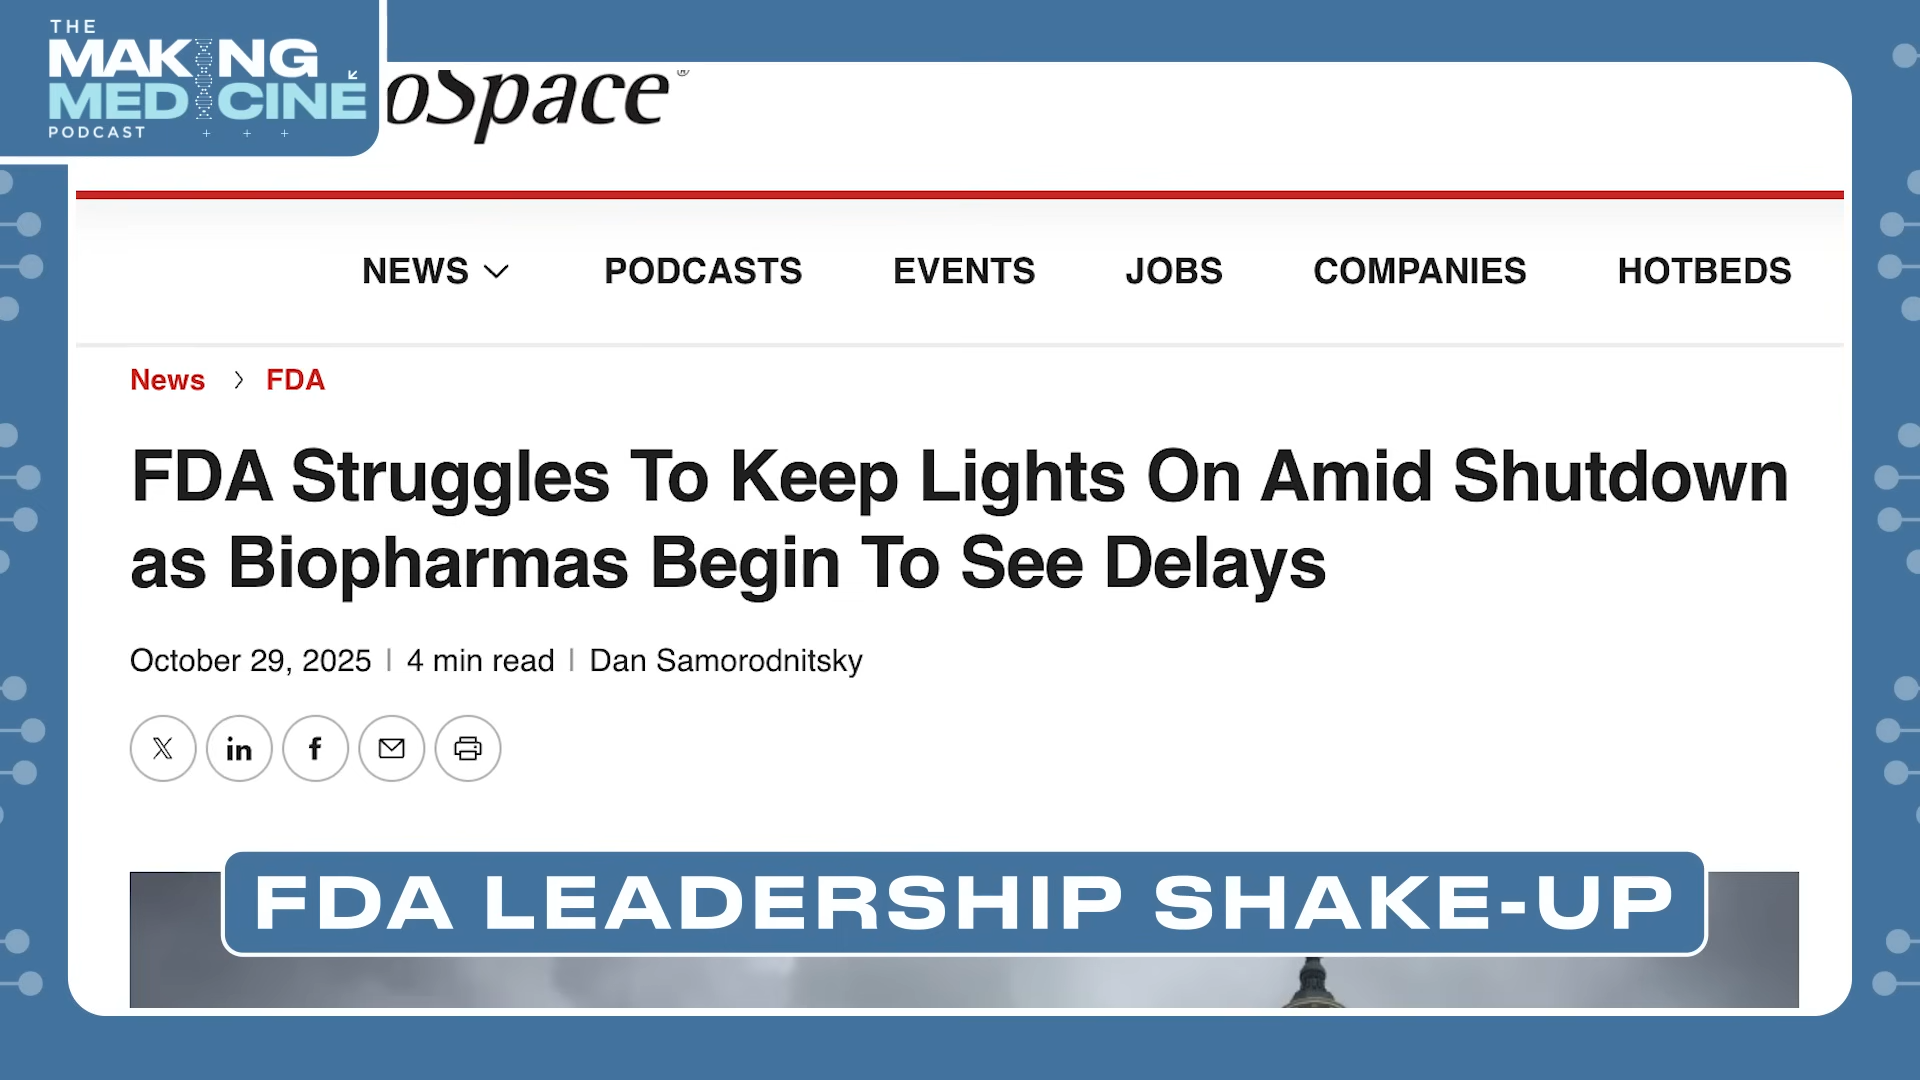 THE
MAKING
MEDICINE
PODCAST
oSpace®
NEWS PODCASTS EVENTS JOBS COMPANIES HOTBEDS
News > FDA
FDA Struggles To Keep Lights On Amid Shutdown
as Biopharmas Begin To See Delays
October 29, 2025 | 4 min read | Dan Samorodnitsky
X in f
FDA LEADERSHIP SHAKE-UP